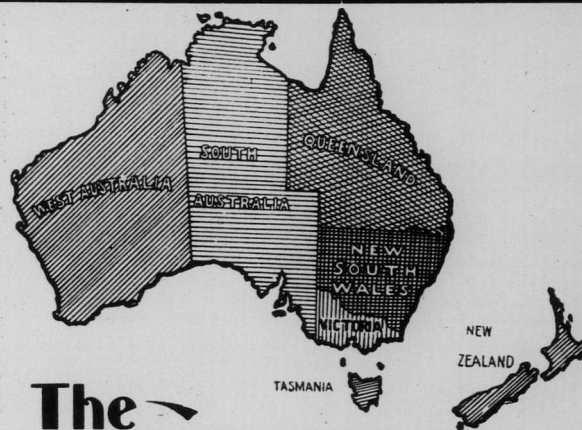 WEST AUSTRALIA
SOUTH
AUSTRALIA
QUEENSLAND
NEW
SOUTH
WALES
VICTORIA
TASMANIA
NEW
ZEALAND
The